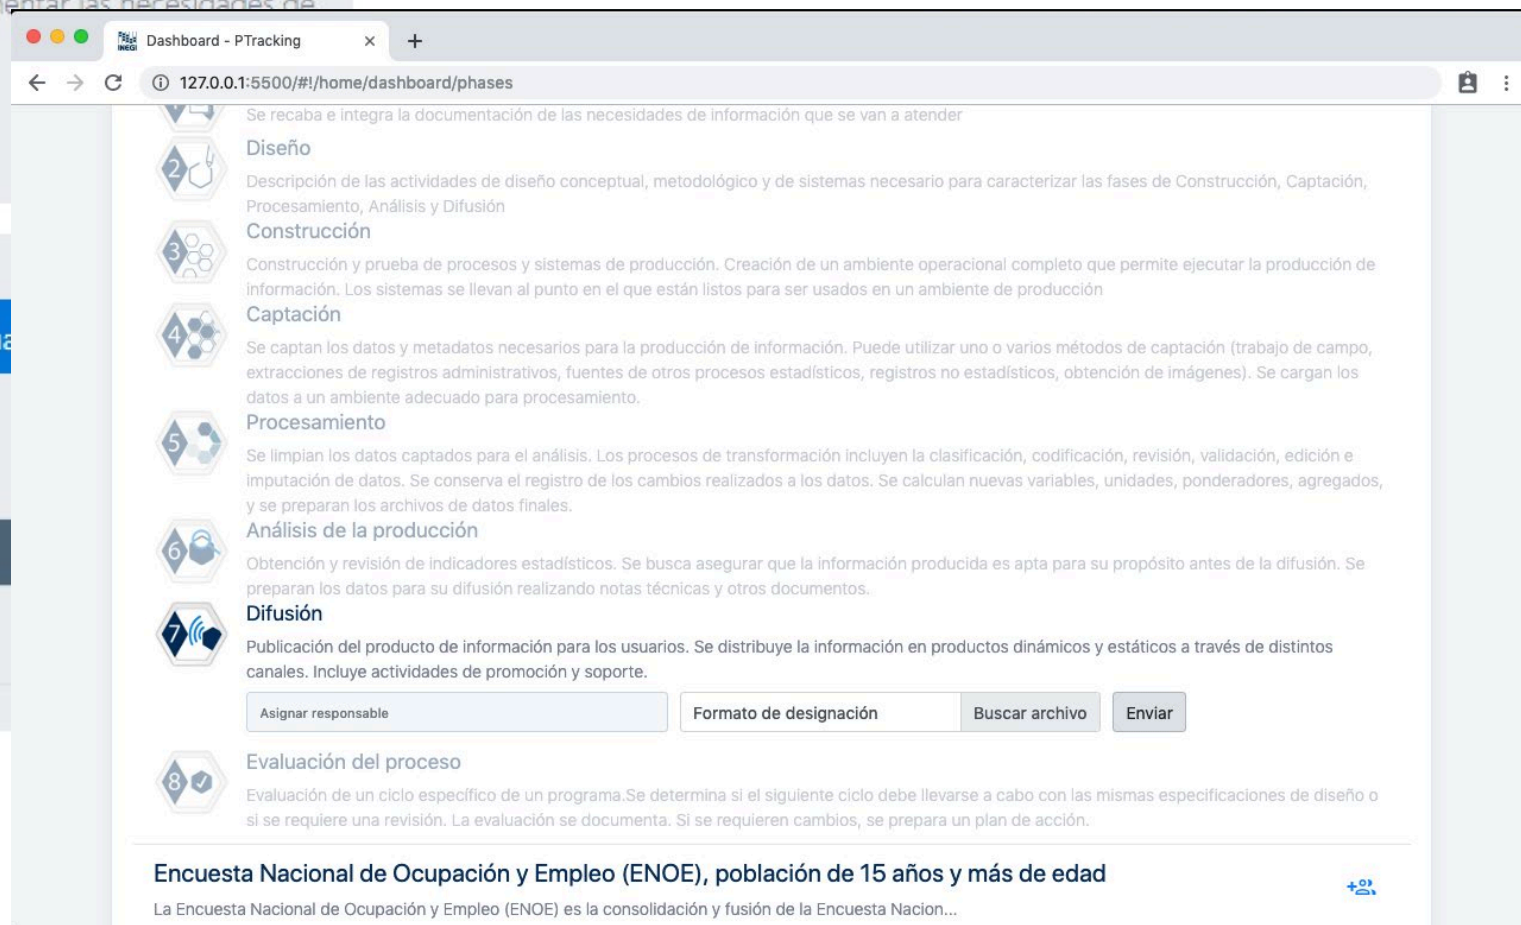 mentar las necesidades de
INEGI
Dashboard - PTracking
127.0.0.1:5500/#!/home/dashboard/phases
1
Se recaba e integra la documentación de las necesidades de información que se van a atender
2
Diseño
Descripción de las actividades de diseño conceptual, metodológico y de sistemas necesario para caracterizar las fases de Construcción, Captación,
Procesamiento, Análisis y Difusión
3
Construcción
Construcción y prueba de procesos y sistemas de producción. Creación de un ambiente operacional completo que permite ejecutar la producción de
información. Los sistemas se llevan al punto en el que están listos para ser usados en un ambiente de producción
4
Captación
Se captan los datos y metadatos necesarios para la producción de información. Puede utilizar uno o varios métodos de captación (trabajo de campo,
extracciones de registros administrativos, fuentes de otros procesos estadísticos, registros no estadísticos, obtención de imágenes). Se cargan los
datos a un ambiente adecuado para procesamiento.
5
Procesamiento
Se limpian los datos captados para el análisis. Los procesos de transformación incluyen la clasificación, codificación, revisión, validación, edición e
imputación de datos. Se conserva el registro de los cambios realizados a los datos. Se calculan nuevas variables, unidades, ponderadores, agregados,
y se preparan los archivos de datos finales.
6
Análisis de la producción
Obtención y revisión de indicadores estadísticos. Se busca asegurar que la información producida es apta para su propósito antes de la difusión. Se
preparan los datos para su difusión realizando notas técnicas y otros documentos.
7
Difusión
Publicación del producto de información para los usuarios. Se distribuye la información en productos dinámicos y estáticos a través de distintos
canales. Incluye actividades de promoción y soporte.
Asignar responsable
Formato de designación
Buscar archivo
Enviar
8
Evaluación del proceso
Evaluación de un ciclo específico de un programa.Se determina si el siguiente ciclo debe llevarse a cabo con las mismas especificaciones de diseño o
si se requiere una revisión. La evaluación se documenta. Si se requieren cambios, se prepara un plan de acción.
Encuesta Nacional de Ocupación y Empleo (ENOE), población de 15 años y más de edad
La Encuesta Nacional de Ocupación y Empleo (ENOE) es la consolidación y fusión de la Encuesta Nacion...